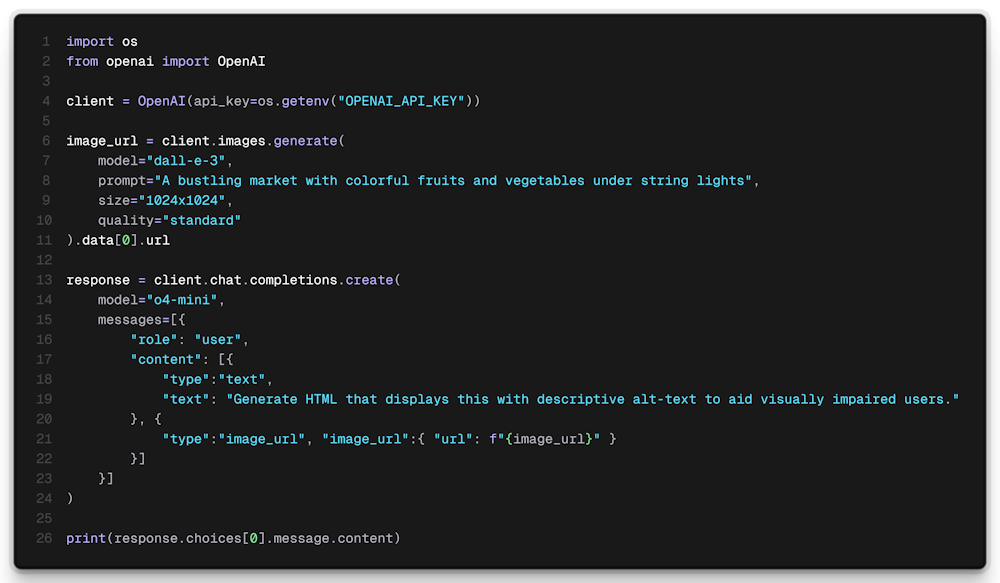 1 import os
2 from openai import OpenAI
3
4 client = OpenAI(api_key=os.getenv("OPENAI_API_KEY"))
5
6 image_url = client.images.generate(
7     model="dall-e-3",
8     prompt="A bustling market with colorful fruits and vegetables under string lights",
9     size="1024x1024",
10     quality="standard"
11 ).data[0].url
12
13 response = client.chat.completions.create(
14     model="o4-mini",
15     messages=[{
16         "role": "user",
17         "content": [{
18             "type":"text",
19             "text": "Generate HTML that displays this with descriptive alt-text to aid visually impaired users."
20         }, {
21             "type":"image_url", "image_url":{ "url": f"{image_url}" }
22         }]
23     }]
24 )
25
26 print(response.choices[0].message.content)